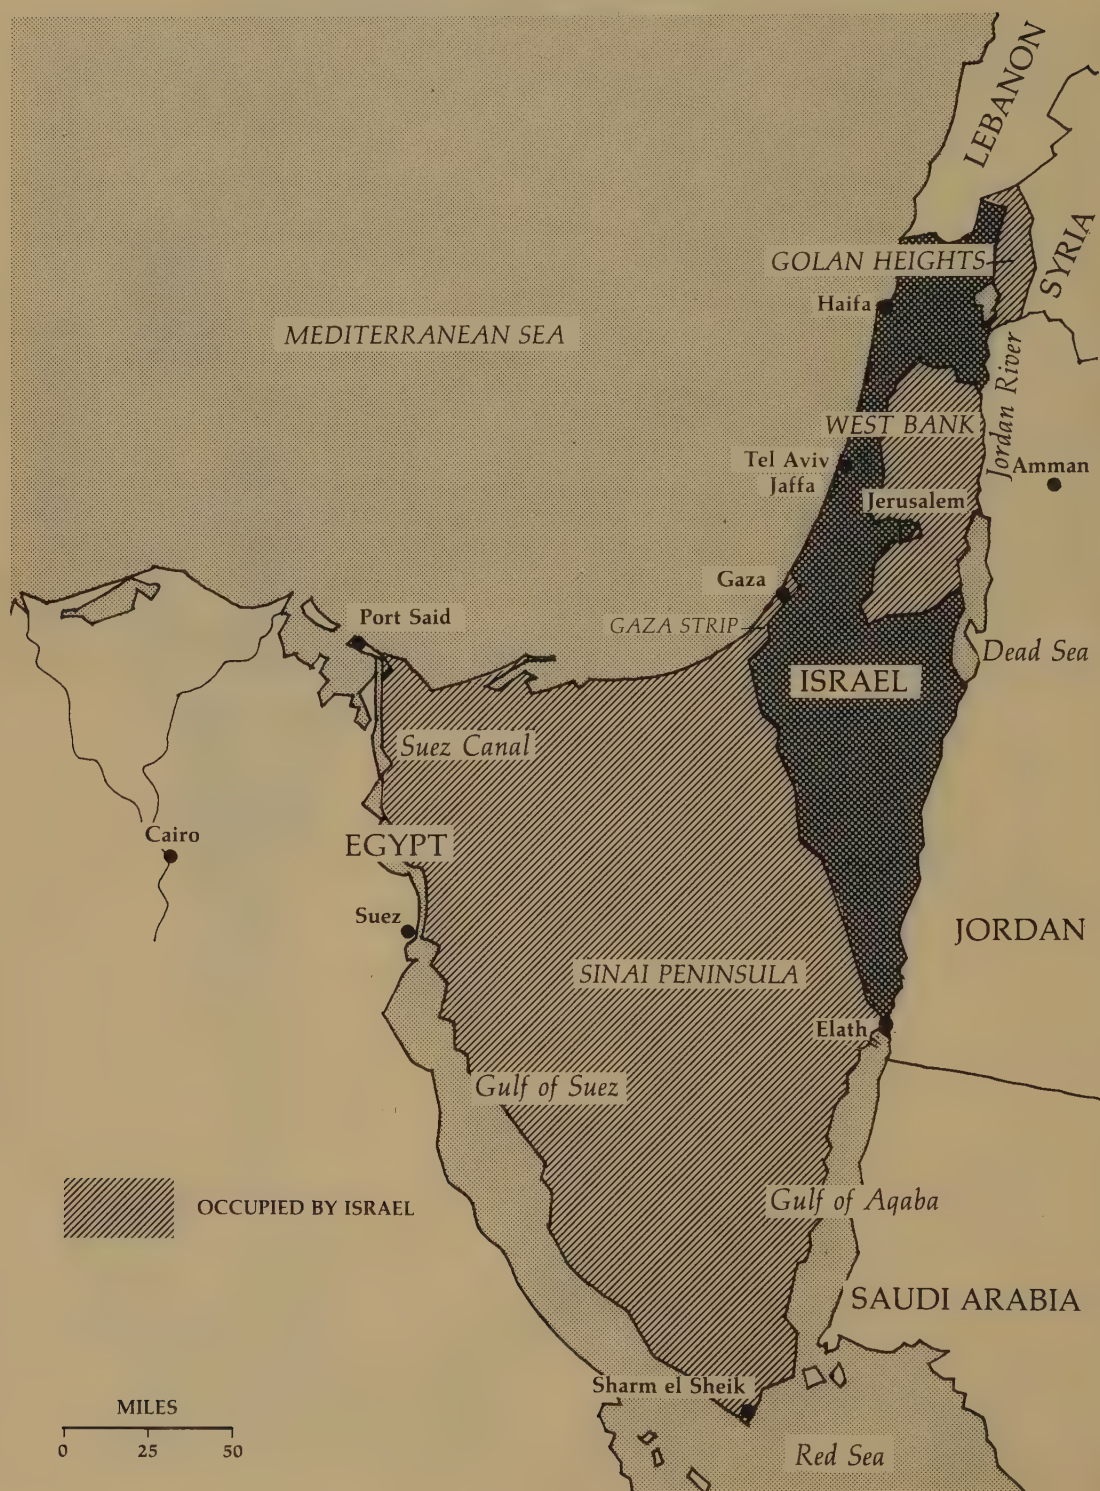 LEBANON
SYRIA
GOLAN HEIGHTS
Haifa
MEDITERRANEAN SEA
Jordan River
WEST BANK
Tel Aviv
Jaffa
Amman
Jerusalem
Gaza
GAZA STRIP
Port Said
Dead Sea
ISRAEL
Suez Canal
Cairo
EGYPT
Suez
JORDAN
SINAI PENINSULA
Elath
Gulf of Suez
OCCUPIED BY ISRAEL
Gulf of Aqaba
SAUDI ARABIA
Sharm el Sheik
MILES
0 25 50
Red Sea